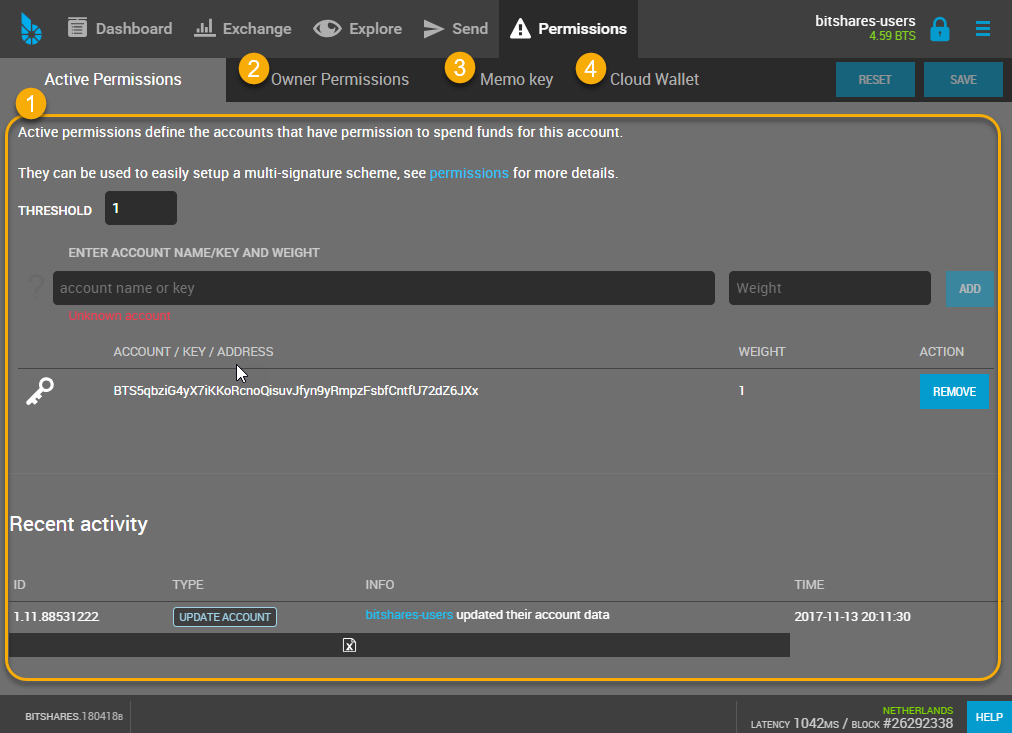 Dashboard Exchange Explore Send Permissions bitshares-users
4.59 BTS
Active Permissions 2 Owner Permissions 3 Memo key 4 Cloud Wallet RESET SAVE
1
Active permissions define the accounts that have permission to spend funds for this account.
They can be used to easily setup a multi-signature scheme, see permissions for more details.
THRESHOLD 1
ENTER ACCOUNT NAME/KEY AND WEIGHT
? account name or key Weight ADD
Unknown account
ACCOUNT / KEY / ADDRESS WEIGHT ACTION
BTS5qbziG4yX7iKKoRcnoQisuvJfyn9yRmpzFsbfCntfU72dZ6JXx 1 REMOVE
Recent activity
ID TYPE INFO TIME
1.11.88531222 UPDATE ACCOUNT bitshares-users updated their account data 2017-11-13 20:11:30
X
BITSHARES.180418B NETHERLANDS
LATENCY 1042MS / BLOCK #26292338 HELP